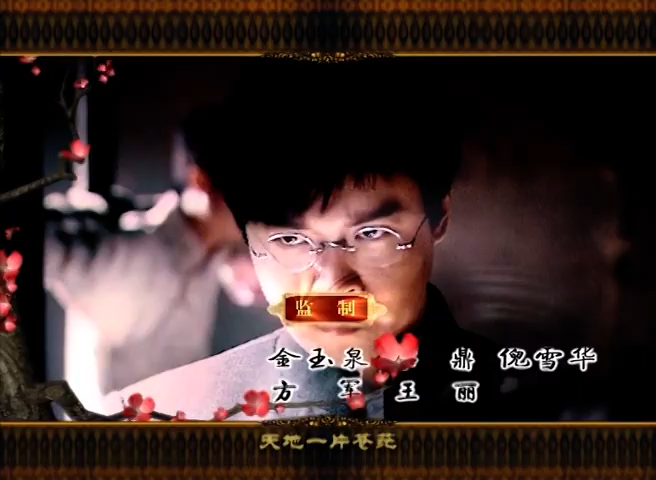 监 制
金玉泉 鼎 倪雪华
方 军 王 丽
天地一片苍茫